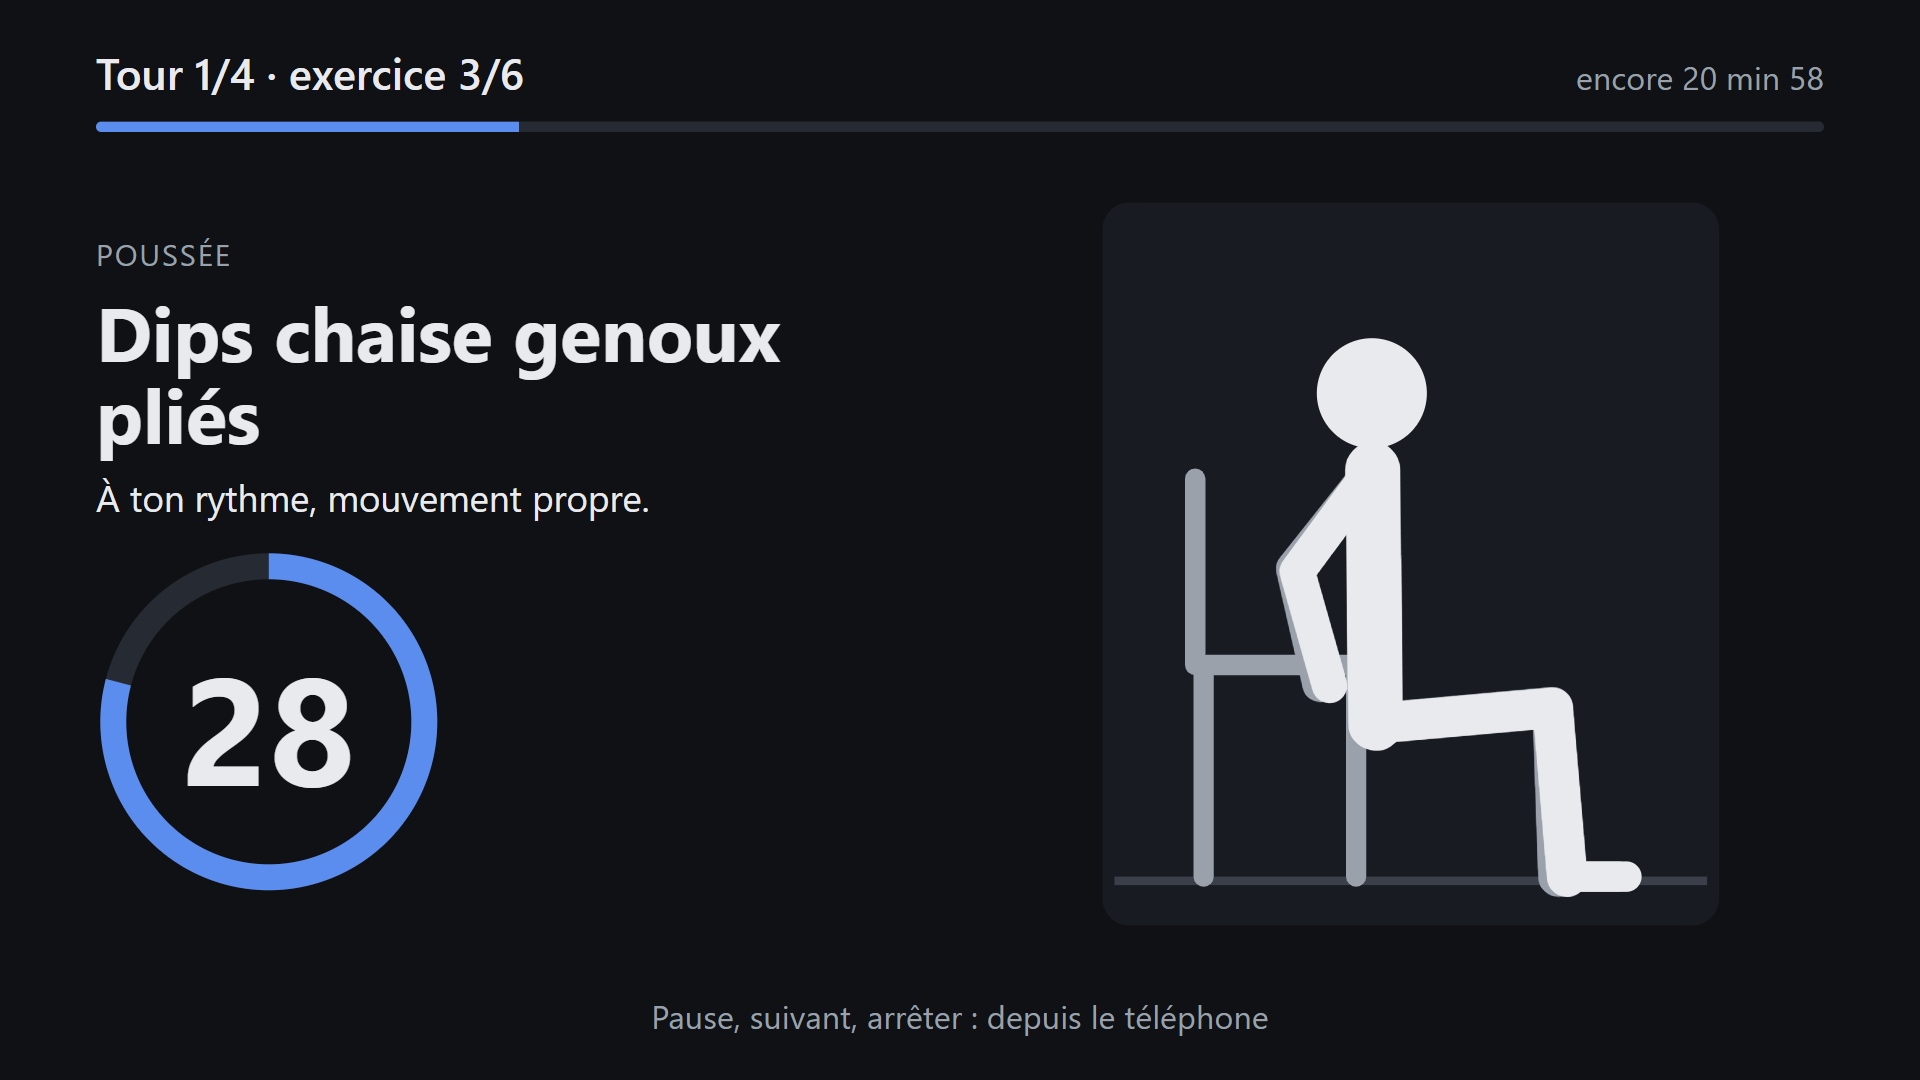 Tour 1/4 · exercice 3/6
encore 20 min 58
POUSSÉE
Dips chaise genoux
pliés
À ton rythme, mouvement propre.
28
Pause, suivant, arrêter : depuis le téléphone